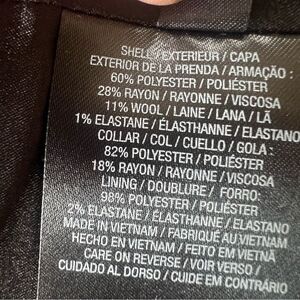 SHELL / EXTERIEUR / CAPA
EXTERIOR DE LA PRENDA / ARMAÇÃO :
60% POLYESTER / POLIÉSTER
28% RAYON / RAYONNE / VISCOSA
11% WOOL / LAINE / LANA / LÃ
1% ELASTANE / ÉLASTHANNE / ELASTANO
COLLAR / COL / CUELLO / GOLA :
82% POLYESTER / POLIÉSTER
18% RAYON / RAYONNE / VISCOSA
LINING / DOUBLURE / FORRO:
98% POLYESTER / POLIÉSTER
2% ELASTANE / ÉLASTHANNE / ELASTANO
MADE IN VIETNAM / FABRIQUÉ AU VIETNAM
HECHO EN VIETNAM / FEITO EM VIETNÃ
CARE ON REVERSE / VOIR VERSO /
CUIDADO AL DORSO / CUIDE EM CONTRÁRIO